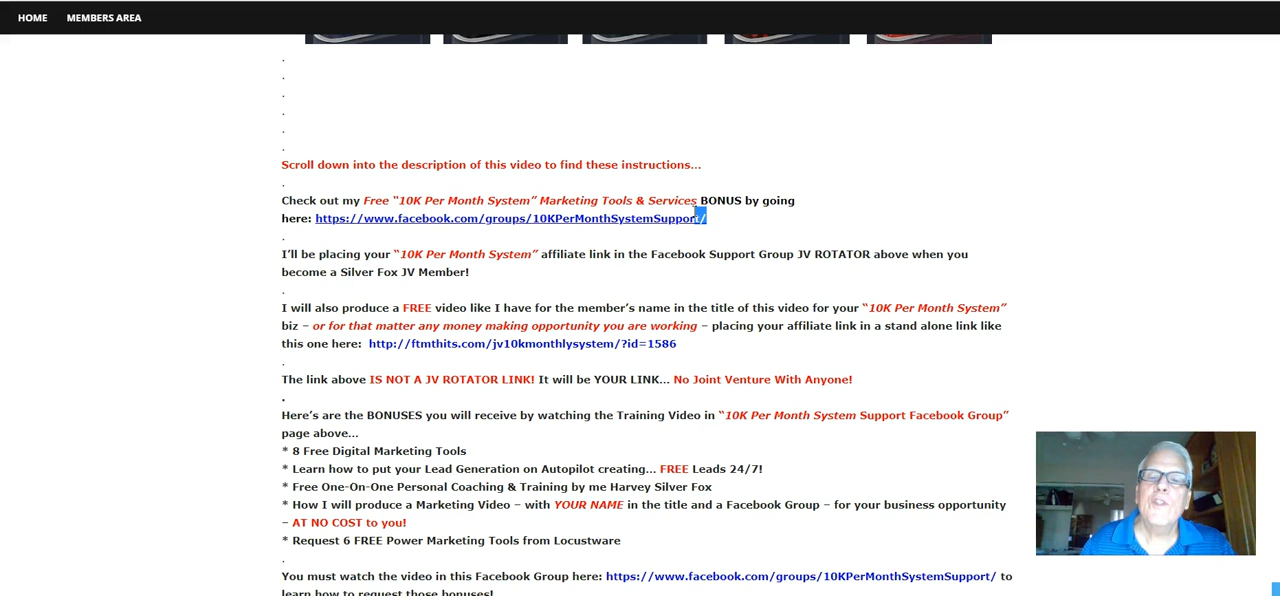 HOME MEMBERS AREA
.
.
.
.
.
.
Scroll down into the description of this video to find these instructions...
.
Check out my Free “10K Per Month System” Marketing Tools & Services BONUS by going
here: https://www.facebook.com/groups/10KPerMonthSystemSupport/
.
I’ll be placing your “10K Per Month System” affiliate link in the Facebook Support Group JV ROTATOR above when you
become a Silver Fox JV Member!
.
I will also produce a FREE video like I have for the member’s name in the title of this video for your “10K Per Month System”
biz – or for that matter any money making opportunity you are working – placing your affiliate link in a stand alone link like
this one here: http://ftmthits.com/jv10kmonthlysystem/?id=1586
.
The link above IS NOT A JV ROTATOR LINK! It will be YOUR LINK... No Joint Venture With Anyone!
.
Here’s are the BONUSES you will receive by watching the Training Video in “10K Per Month System Support Facebook Group”
page above...
* 8 Free Digital Marketing Tools
* Learn how to put your Lead Generation on Autopilot creating... FREE Leads 24/7!
* Free One-On-One Personal Coaching & Training by me Harvey Silver Fox
* How I will produce a Marketing Video – with YOUR NAME in the title and a Facebook Group – for your business opportunity
– AT NO COST to you!
* Request 6 FREE Power Marketing Tools from Locustware
.
You must watch the video in this Facebook Group here: https://www.facebook.com/groups/10KPerMonthSystemSupport/ to
learn how to request those bonuses!